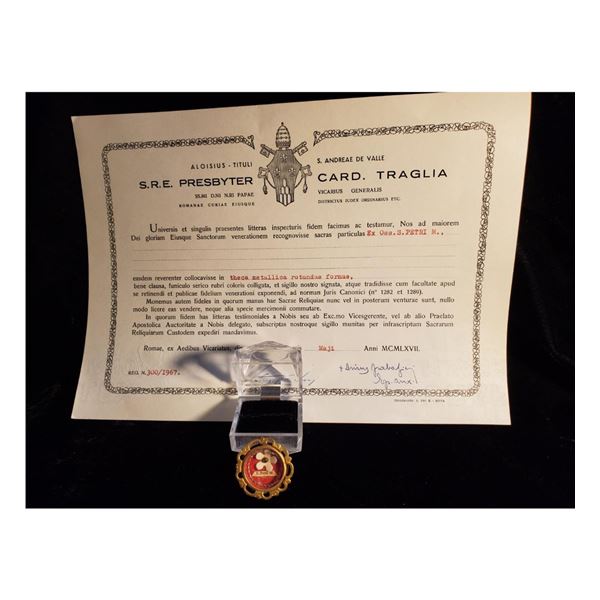 ALOISIUS - TITULI
S. ANDREAE DE VALLE
S.R.E. PRESBYTER
CARD. TRAGLIA
SS.MI D.NI N.RI PAPAE
VICARIUS GENERALIS
ROMANAE CURIAE EIUSQUE
DISTRICTUS JUDEX ORDINARIUS ETC.
Universis et singulis praesentes litteras inspecturis fidem facimus ac testamur, Nos ad maiorem
Dei gloriam Eiusque Sanctorum venerationem recognovisse sacras particulas Ex Oss.S.PETRI M.,
easdem reverenter collocavisse in theca metallica rotundae formae,
bene clausa, funiculo serico rubri coloris colligata, et sigillo nostro signata, atque tradidisse cum facultate apud
se retinendi et publicae fidelium venerationi exponendi, ad normam Juris Canonici (n° 1282 et 1289).
Monemus autem fideles in quorum manus hae Sacrae Reliquiae nunc vel in posterum venturae sunt, nullo
modo licere eas vendere, neque alia specie mercimonii commutare.
In quorum fidem has litteras testimoniales a Nobis seu ab Exc.mo Vicesgerente, vel ab alio Praelato
Apostolica Auctoritate a Nobis delegato, subscriptas nostroque sigillo munitas per infrascriptam Sacrarum
Reliquiarum Custodem expediri mandavimus.
Romae, ex Aedibus Vicariatus, Maji Anni MCMLXVII.
REG. N. 300/1967.